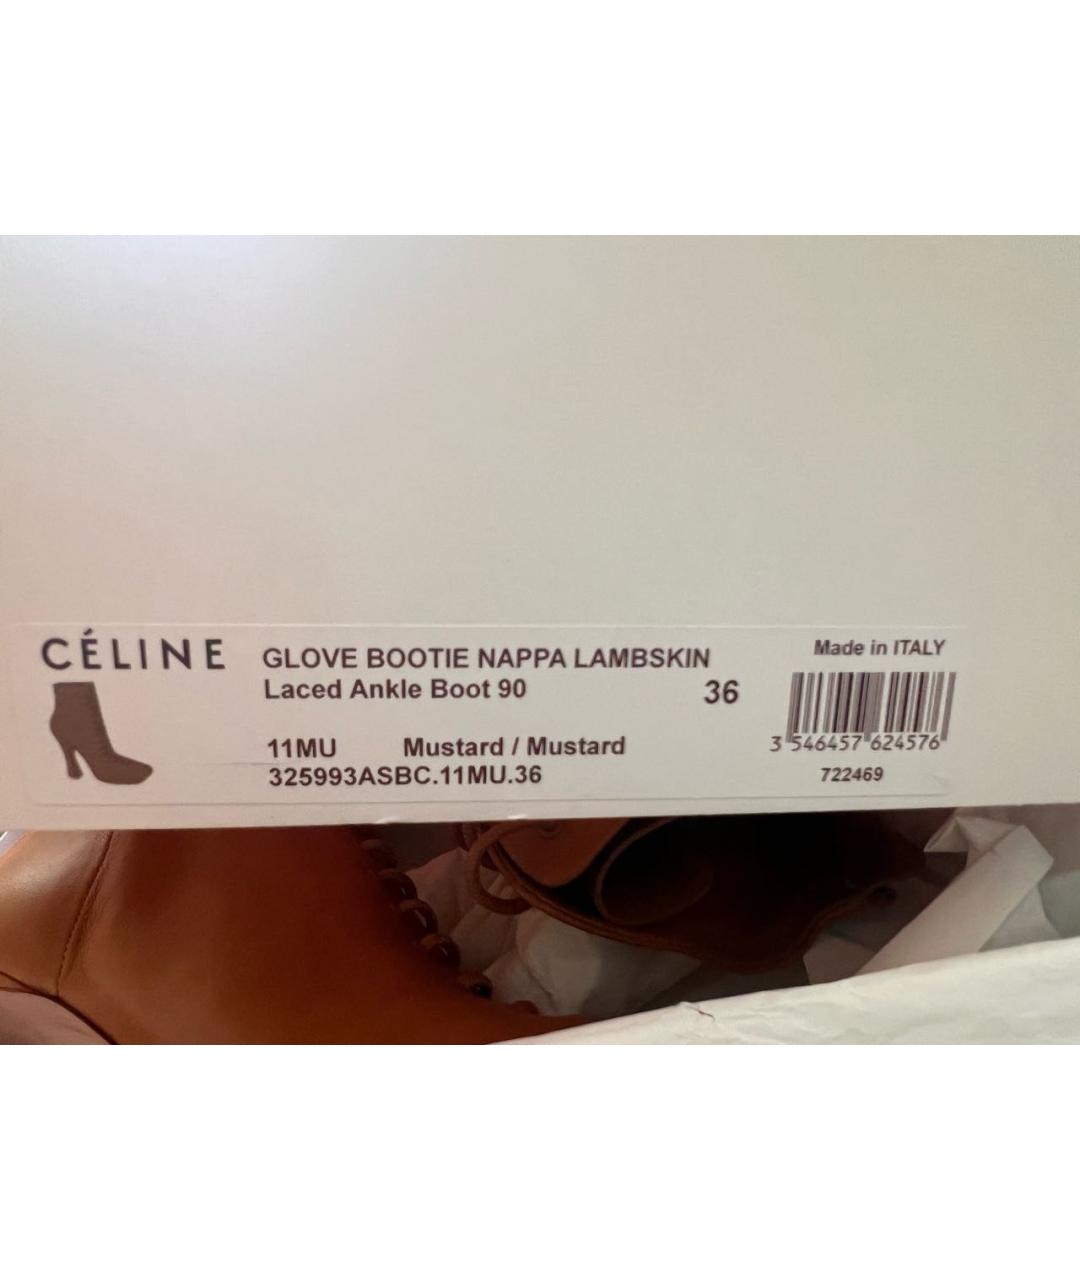 CÉLINE
GLOVE BOOTIE NAPPA LAMBSKIN
Laced Ankle Boot 90
36
11MU Mustard / Mustard
325993ASBC.11MU.36
Made in ITALY
3 546457 624576
722469